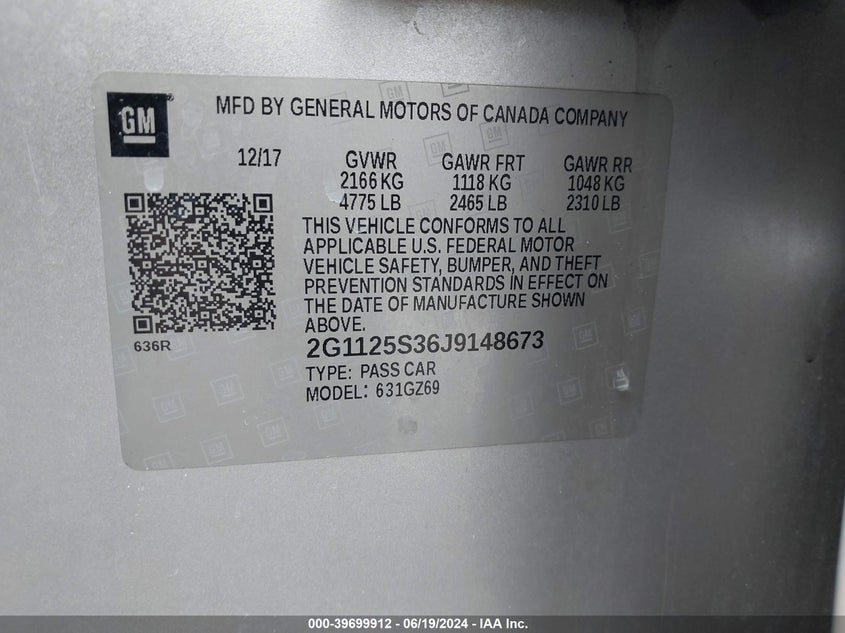 GM
MFD BY GENERAL MOTORS OF CANADA COMPANY
12/17 GVWR GAWR FRT GAWR RR
2166 KG 1118 KG 1048 KG
4775 LB 2465 LB 2310 LB
THIS VEHICLE CONFORMS TO ALL
APPLICABLE U.S. FEDERAL MOTOR
VEHICLE SAFETY, BUMPER, AND THEFT
PREVENTION STANDARDS IN EFFECT ON
THE DATE OF MANUFACTURE SHOWN
ABOVE.
636R
2G1125S36J9148673
TYPE: PASS CAR
MODEL: 631GZ69
000-39699912 - 06/19/2024 - IAA Inc.